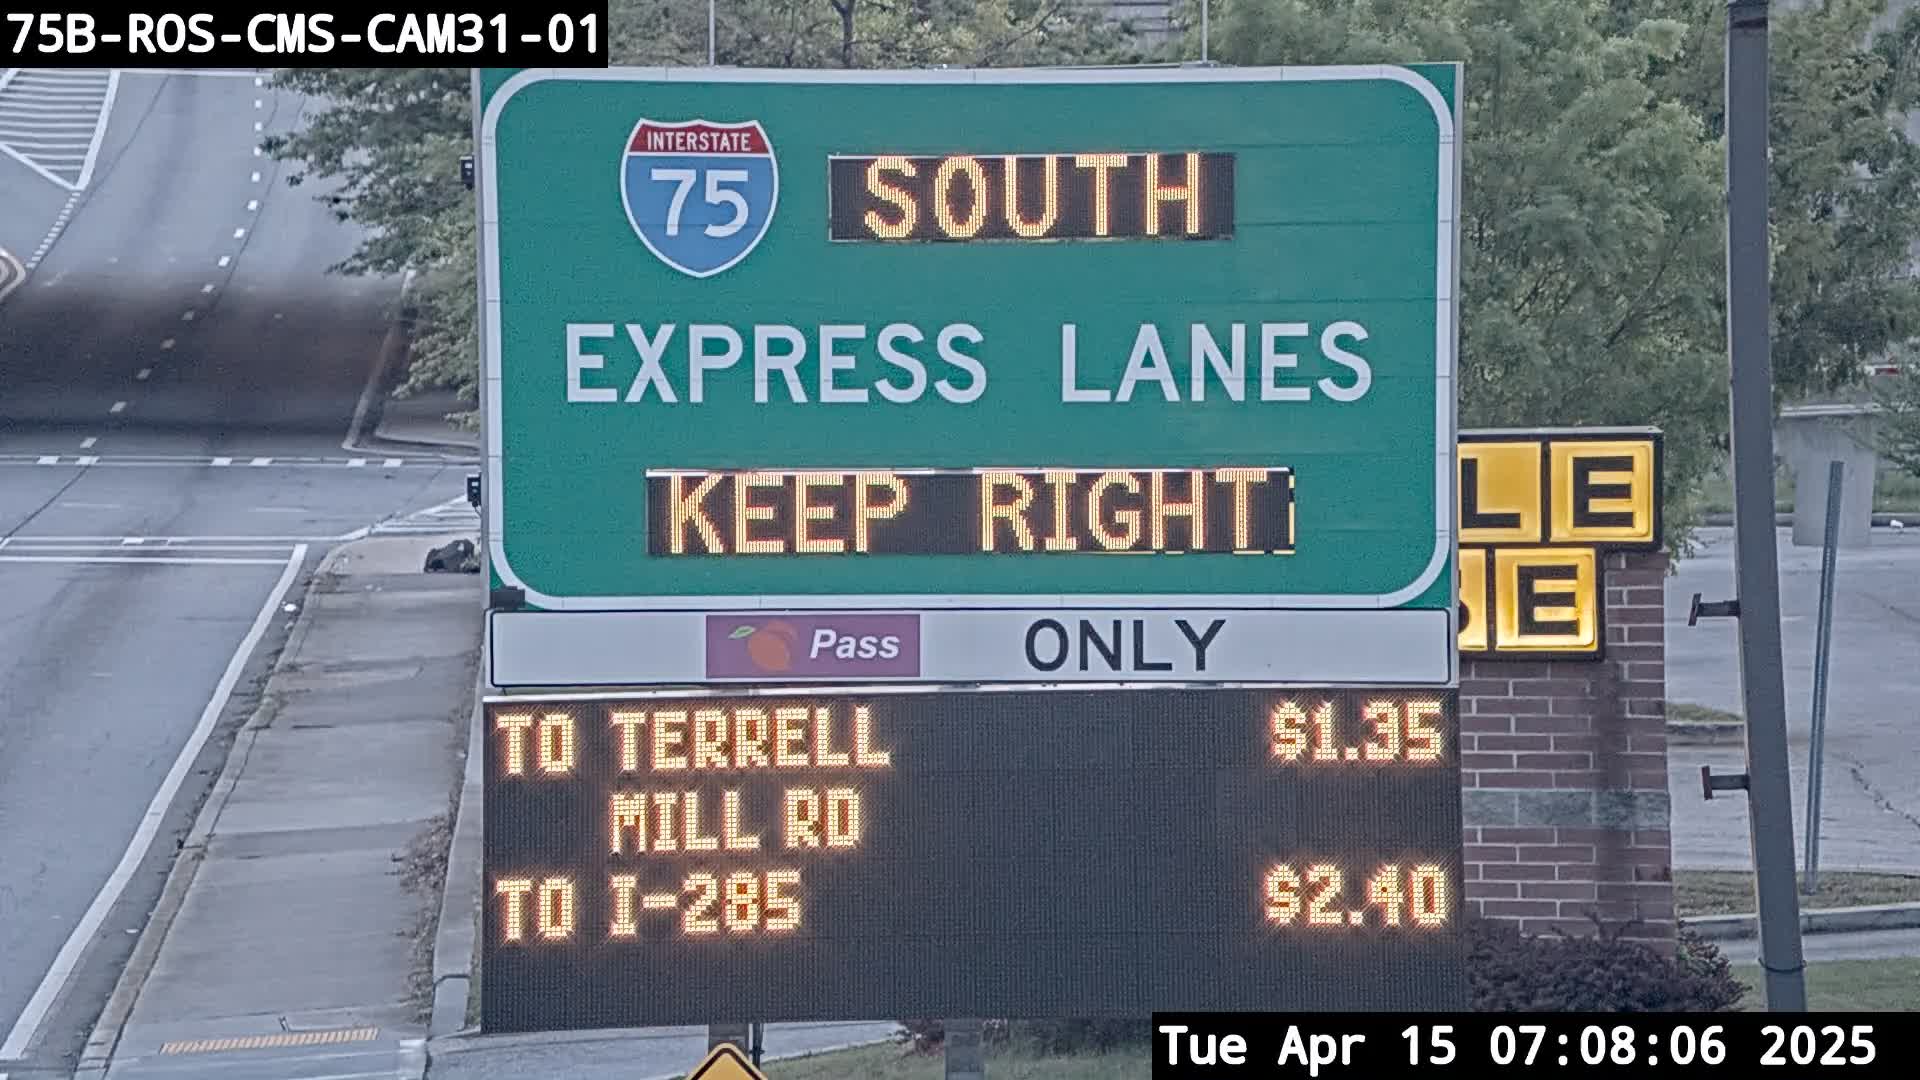 75B-ROS-CMS-CAM31-01
INTERSTATE
75
SOUTH
EXPRESS LANES
KEEP RIGHT
Pass ONLY
TO TERRELL $1.35
MILL RD
TO I-285 $2.40
LE
E
Tue Apr 15 07:08:06 2025